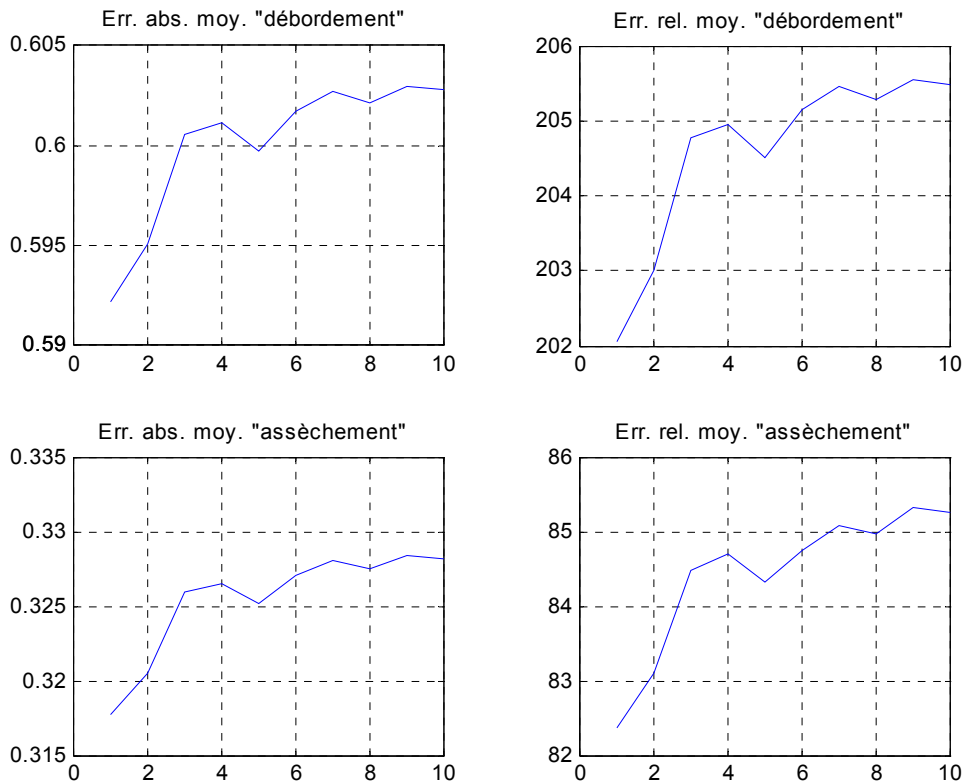 Err. abs. moy. "débordement"
0.605
0.6
0.595
0.59
0 2 4 6 8 10
Err. rel. moy. "débordement"
206
205
204
203
202
0 2 4 6 8 10
Err. abs. moy. "assèchement"
0.335
0.33
0.325
0.32
0.315
0 2 4 6 8 10
Err. rel. moy. "assèchement"
86
85
84
83
82
0 2 4 6 8 10